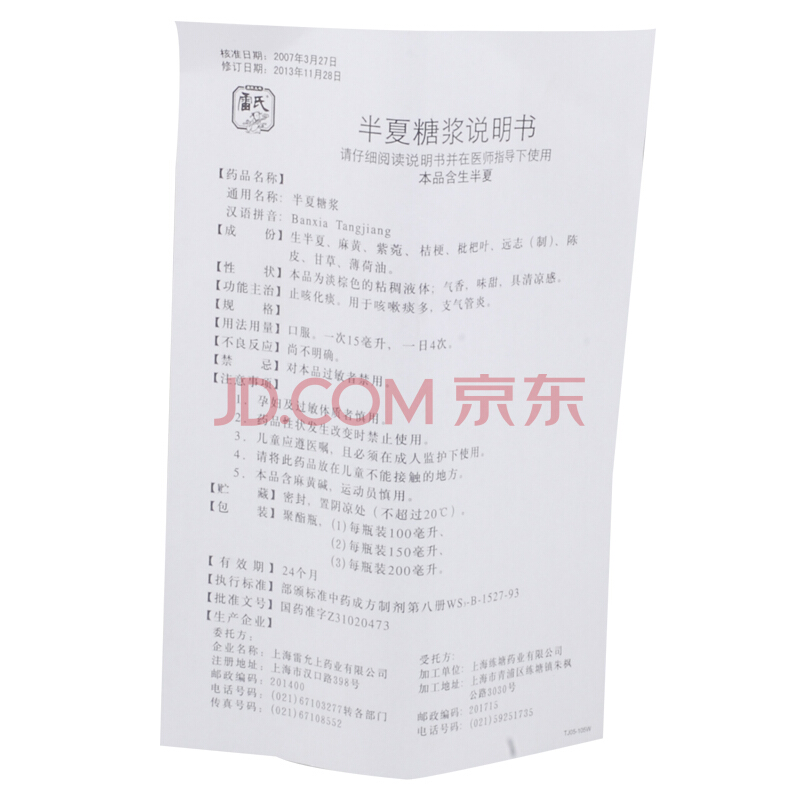 核准日期：2007年3月27日
修订日期：2013年11月28日
雷氏
半夏糖浆说明书
请仔细阅读说明书并在医师指导下使用
本品含生半夏
【药品名称】
通用名称：半夏糖浆
汉语拼音：Banxia Tangjiang
【成　份】生半夏、麻黄、紫菀、桔梗、枇杷叶、远志（制）、陈
皮、甘草、薄荷油。
【性　状】本品为淡棕色的粘稠液体；气香，味甜，具清凉感。
【功能主治】止咳化痰。用于咳嗽痰多，支气管炎。
【规　格】
【用法用量】口服。一次15毫升，一日4次。
【不良反应】尚不明确。
【禁　忌】对本品过敏者禁用。
【注意事项】
1．孕妇及过敏体质者慎用。
2．药品性状发生改变时禁止使用。
3．儿童应遵医嘱，且必须在成人监护下使用。
4．请将此药品放在儿童不能接触的地方。
5．本品含麻黄碱，运动员慎用。
JD.COM 京东
【贮　藏】密封，置阴凉处（不超过20℃）。
【包　装】聚酯瓶，(1)每瓶装100毫升，
(2)每瓶装150毫升，
(3)每瓶装200毫升。
【有 效 期】24个月
【执行标准】部颁标准中药成方制剂第八册WS₃-B-1527-93
【批准文号】国药准字Z31020473
【生产企业】
委托方：
企业名称：上海雷允上药业有限公司
注册地址：上海市汉口路398号
邮政编码：201400
电话号码：(021)67103277转各部门
传真号码：(021)67108552
受托方：
加工单位：上海练塘药业有限公司
加工地址：上海市青浦区练塘镇朱枫
公路3030号
邮政编码：201715
电话号码：(021)59251735